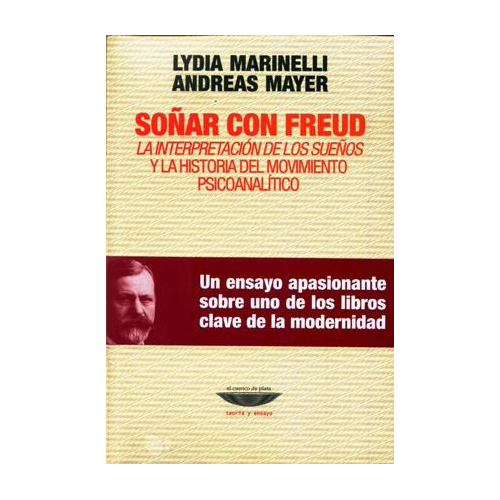 LYDIA MARINELLI
ANDREAS MAYER
SOÑAR CON FREUD
LA INTERPRETACIÓN DE LOS SUEÑOS
Y LA HISTORIA DEL MOVIMIENTO
PSICOANALÍTICO
Un ensayo apasionante
sobre uno de los libros
clave de la modernidad
el cuenco de plata
teoría y ensayo